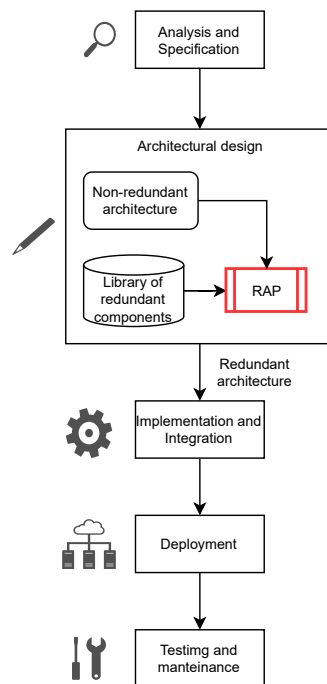 Analysis and
Specification
Architectural design
Non-redundant
architecture
Library of
redundant
components
RAP
Redundant
architecture
Implementation and
Integration
Deployment
Testimg and
manteinance